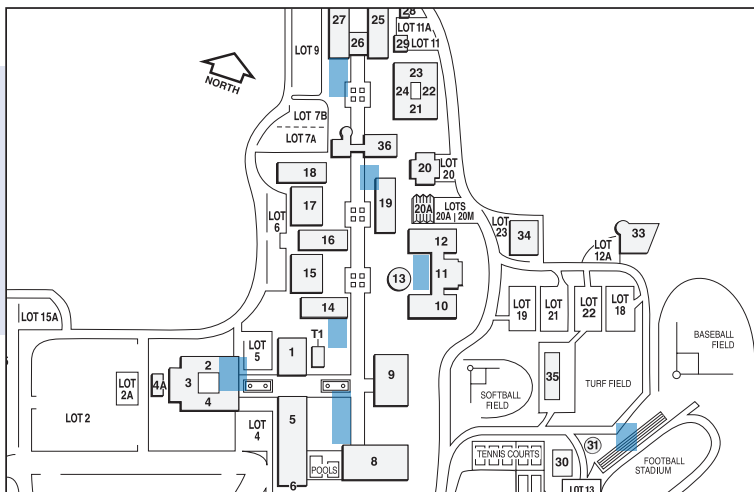 28
27
25
LOT 11A
26
29
LOT 11
LOT 9
NORTH
23
24
22
21
LOT 7B
LOT 7A
36
18
20
LOT
20
17
19
20A
LOTS
20A | 20M
LOT
6
16
12
LOT
23
34
33
LOT
12A
15
13
11
14
10
LOT
19
LOT
21
LOT
22
LOT
18
LOT 15A
T1
LOT
5
1
BASEBALL
FIELD
2
3
4
4A
LOT
2A
9
35
TURF FIELD
SOFTBALL
FIELD
LOT 2
LOT
4
5
31
TENNIS COURTS
8
POOLS
30
FOOTBALL
STADIUM
6
LOT 13